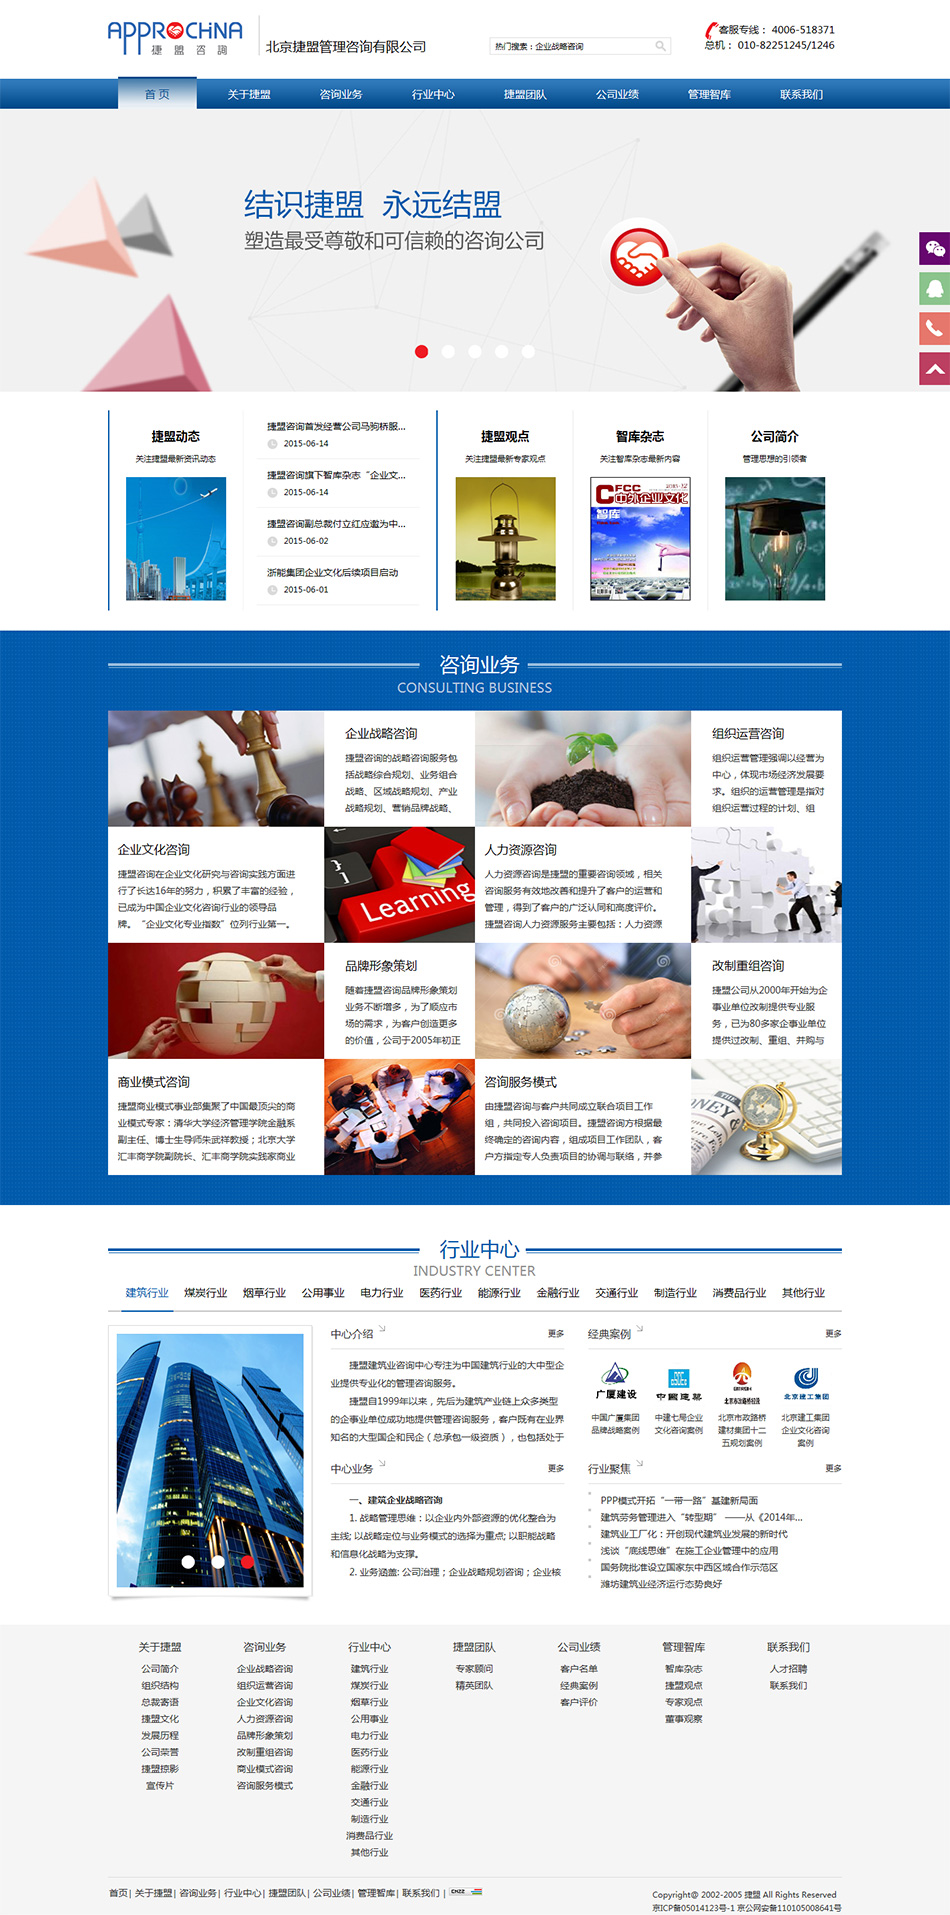 APPROCHINA
捷盟咨詢
北京捷盟管理咨询有限公司
热门搜索：企业战略咨询
客服专线： 4006-518371
总机： 010-82251245/1246
首 页 关于捷盟 咨询业务 行业中心 捷盟团队 公司业绩 管理智库 联系我们
结识捷盟 永远结盟
塑造最受尊敬和可信赖的咨询公司
捷盟动态
关注捷盟最新资讯动态
捷盟咨询首发经营公司马驹桥服...
2015-06-14
捷盟咨询旗下智库杂志“企业文...
2015-06-14
捷盟咨询副总裁付立红应邀为中...
2015-06-02
浙能集团企业文化后续项目启动
2015-06-01
捷盟观点
关注捷盟最新专家观点
智库杂志
关注智库杂志最新内容
CFCC
中外企业文化
智库
公司简介
管理思想的引领者
咨询业务
CONSULTING BUSINESS
企业战略咨询
捷盟咨询的战略咨询服务包
括战略综合规划、业务组合
战略、区域战略规划、产业
战略规划、营销品牌战略、
组织运营咨询
组织运营管理强调以经营为
中心，体现市场经济发展要
求。组织的运营管理是指对
组织运营过程的计划、组
企业文化咨询
捷盟咨询在企业文化研究与咨询实践方面进
行了长达16年的努力，积累了丰富的经验，
已成为中国企业文化咨询行业的领导品
牌。“企业文化专业指数”位列行业第一。
Learning
人力资源咨询
人力资源咨询是捷盟的重要咨询领域，相关
咨询服务有效地改善和提升了客户的运营和
管理，得到了客户的广泛认同和高度评价。
捷盟咨询人力资源服务主要包括：人力资源
品牌形象策划
随着捷盟咨询品牌形象策划
业务不断增多，为了顺应市
场的需求，为客户创造更多
的价值，公司于2005年初正
改制重组咨询
捷盟公司从2000年开始为企
事业单位改制提供专业服
务，已为80多家企事业单位
提供过改制、重组、并购与
商业模式咨询
捷盟商业模式事业部集聚了中国最顶尖的商
业模式专家：清华大学经济管理学院金融系
副主任、博士生导师朱武祥教授；北京大学
汇丰商学院副院长、汇丰商学院实践家商业
咨询服务模式
由捷盟咨询与客户共同成立联合项目工作
组，共同投入咨询项目。捷盟咨询方根据最
终确定的咨询内容，组成项目工作团队，客
户方指定专人负责项目的协调与联络，并参
MONEY
行业中心
INDUSTRY CENTER
建筑行业 煤炭行业 烟草行业 公用事业 电力行业 医药行业 能源行业 金融行业 交通行业 制造行业 消费品行业 其他行业
中心介绍 更多
捷盟建筑业咨询中心专注为中国建筑行业的大中型企
业提供专业化的管理咨询服务。
捷盟自1999年以来，先后为建筑产业链上众多类型
的企事业单位成功地提供管理咨询服务，客户既有在业界
知名的大型国企和民企（总承包一级资质），也包括处于
经典案例 更多
广厦建设
中国建筑
北京市政路桥建材
北京建工集团
中国广厦集团
品牌战略案例
中建七局企业
文化咨询案例
北京市政路桥
建材集团十二
五规划案例
北京建工集团
企业文化咨询
案例
中心业务 更多
一、建筑企业战略咨询
1. 战略管理思维：以企业内外部资源的优化整合为
主线; 以战略定位与业务模式的选择为重点; 以职能战略
和信息化战略为支撑。
2. 业务涵盖: 公司治理；企业战略规划咨询；企业核
行业聚焦 更多
PPP模式开拓“一带一路”基建新局面
建筑劳务管理进入“转型期” ——从《2014年...
建筑业工厂化：开创现代建筑业发展的新时代
浅谈“底线思维”在施工企业管理中的应用
国务院批准设立国家东中西区域合作示范区
潍坊建筑业经济运行态势良好
关于捷盟
公司简介
组织结构
总裁寄语
捷盟文化
发展历程
公司荣誉
捷盟掠影
宣传片
咨询业务
企业战略咨询
组织运营咨询
企业文化咨询
人力资源咨询
品牌形象策划
改制重组咨询
商业模式咨询
咨询服务模式
行业中心
建筑行业
煤炭行业
烟草行业
公用事业
电力行业
医药行业
能源行业
金融行业
交通行业
制造行业
消费品行业
其他行业
捷盟团队
专家顾问
精英团队
公司业绩
客户名单
经典案例
客户评价
管理智库
智库杂志
捷盟观点
专家观点
董事观察
联系我们
人才招聘
联系我们
首页| 关于捷盟| 咨询业务| 行业中心| 捷盟团队| 公司业绩| 管理智库| 联系我们 | CNZZ
Copyright@ 2002-2005 捷盟 All Rights Reserved
京ICP备05014123号-1 京公网安备110105008641号